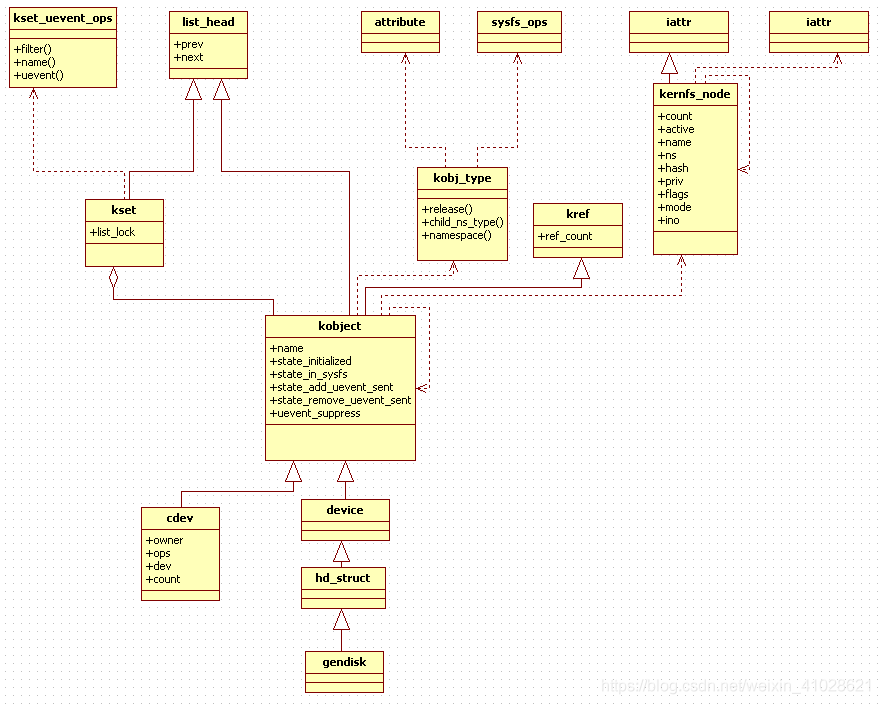 kset_uevent_ops
+filter()
+name()
+uevent()
list_head
+prev
+next
attribute
sysfs_ops
iattr
iattr
kernfs_node
+count
+active
+name
+ns
+hash
+priv
+flags
+mode
+ino
kobj_type
+release()
+child_ns_type()
+namespace()
kset
+list_lock
kref
+ref_count
kobject
+name
+state_initialized
+state_in_sysfs
+state_add_uevent_sent
+state_remove_uevent_sent
+uevent_suppress
cdev
+owner
+ops
+dev
+count
device
hd_struct
gendisk
https://blog.csdn.net/weixin_41028621